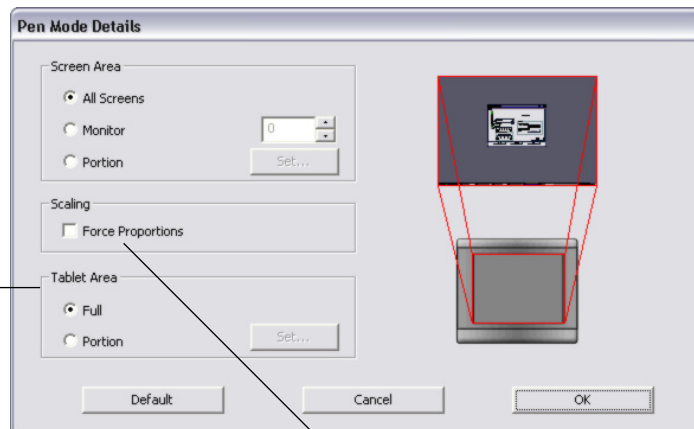 Pen Mode Details
Screen Area
All Screens
Monitor
0
Portion
Set...
Scaling
Force Proportions
Tablet Area
Full
Portion
Set...
Default
Cancel
OK